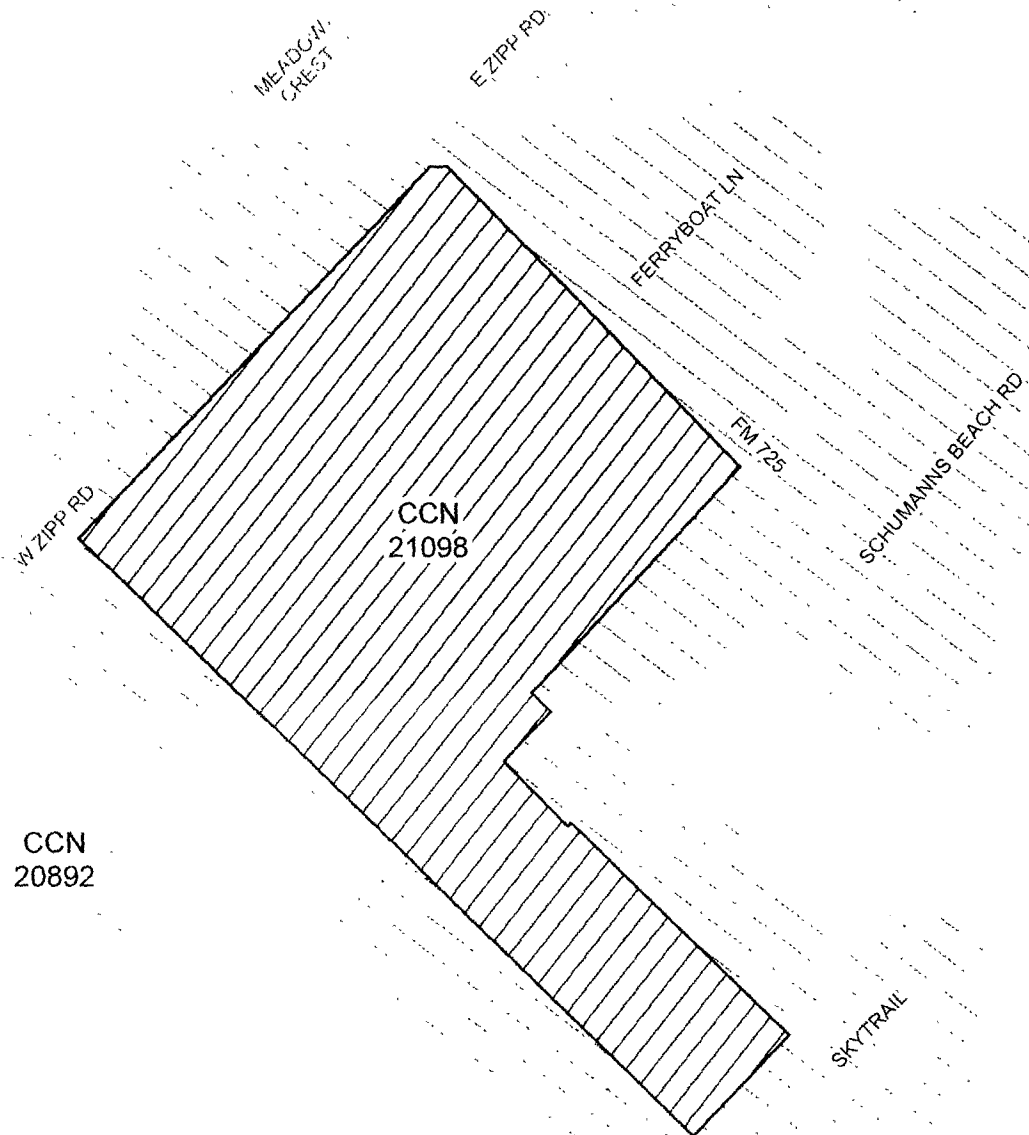 MEADOW
CREST
E ZIPP RD
FERRYBOAT LN
FM 725
SCHUMANNS BEACH RD
W ZIPP RD
CCN
21098
CCN
20892
SKYTRAIL